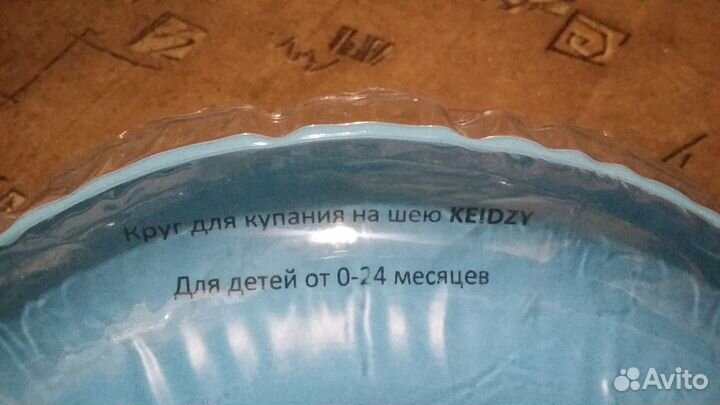 Круг для купания на шею KEIDZY
Для детей от 0-24 месяцев
Avito